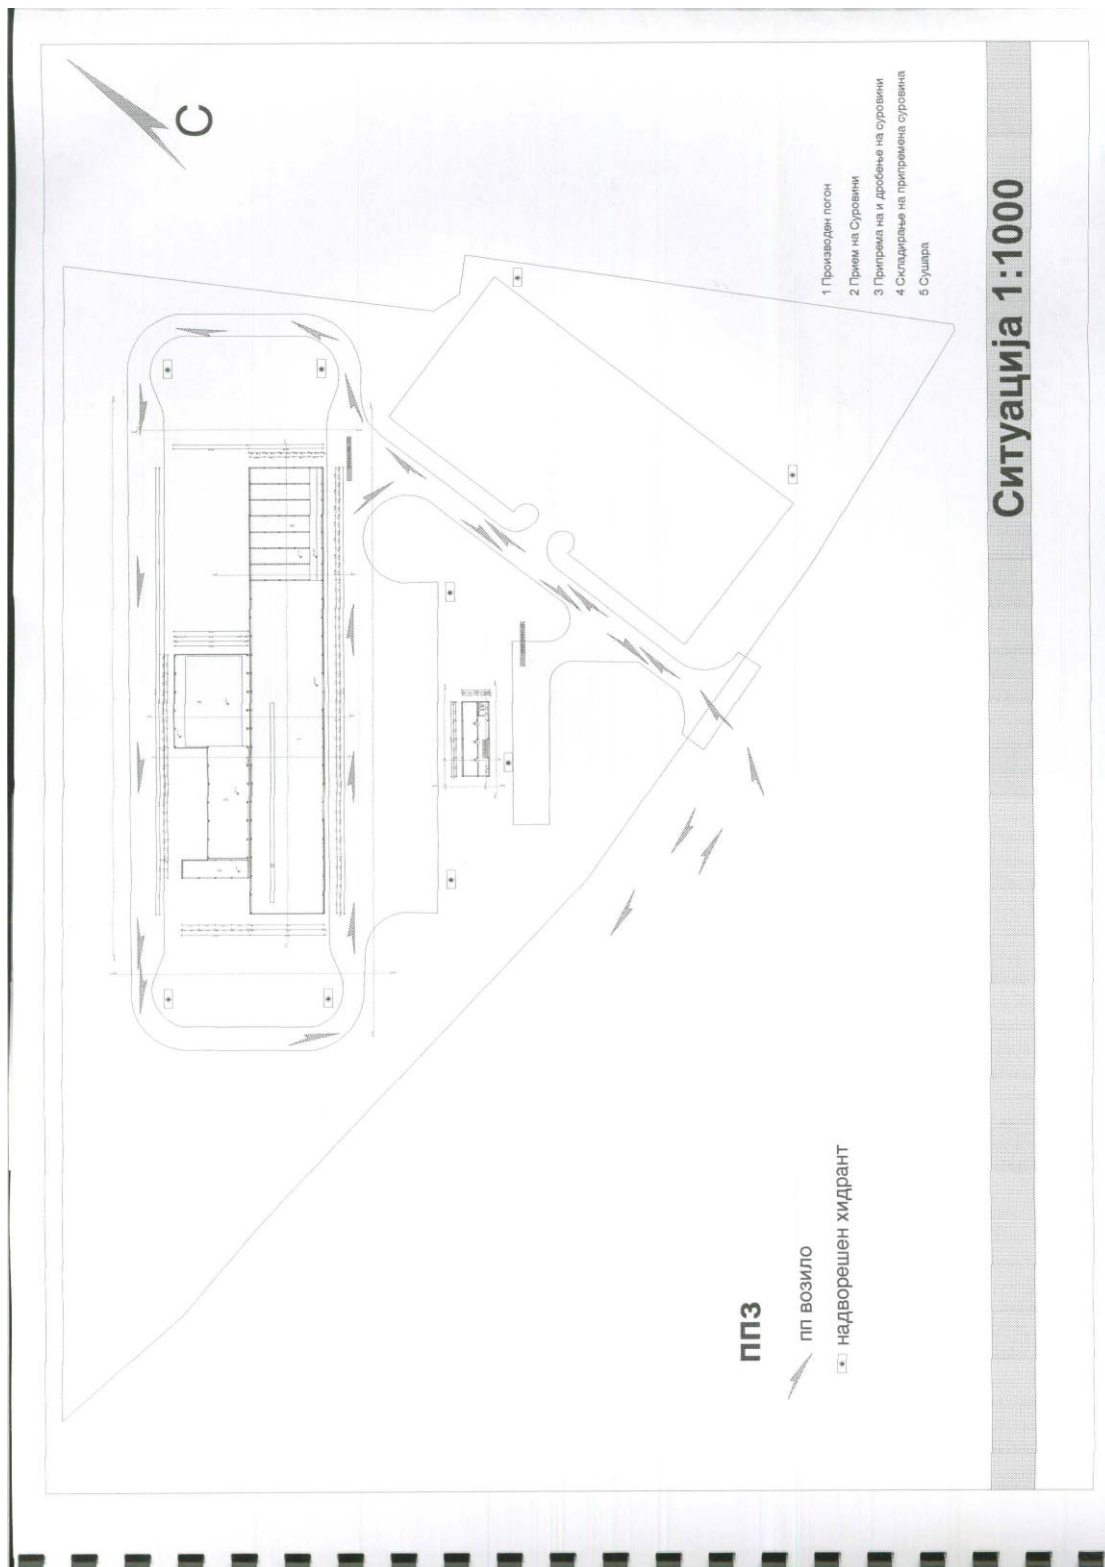 С
1 Производен погон
2 Прием на Суровини
3 Припрема на и дробење на суровини
4 Складирање на припремена суровина
5 Сушара
ппз
пп возило
надворешен хидрант
Ситуација 1:1000